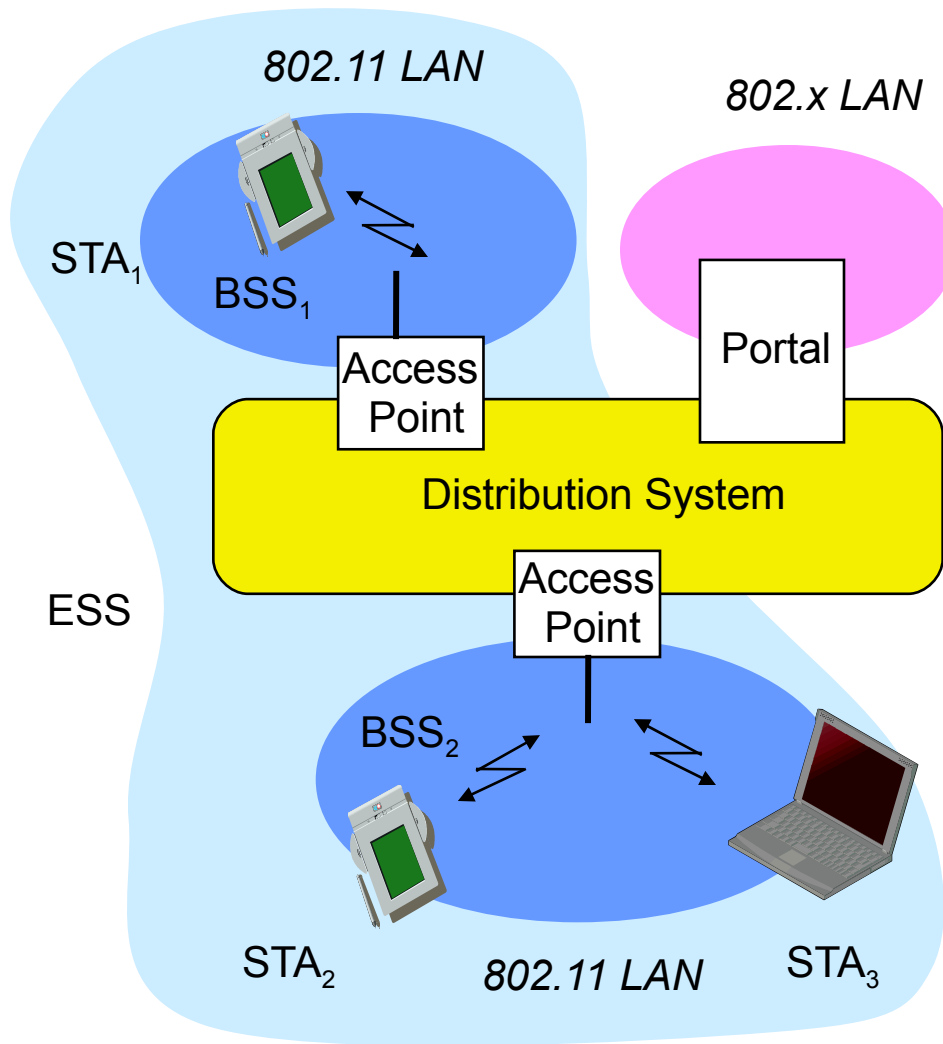 802.11 LAN
802.x LAN
STA₁
BSS₁
Access
Point
Portal
Distribution System
Access
Point
ESS
BSS₂
STA₂
802.11 LAN
STA₃